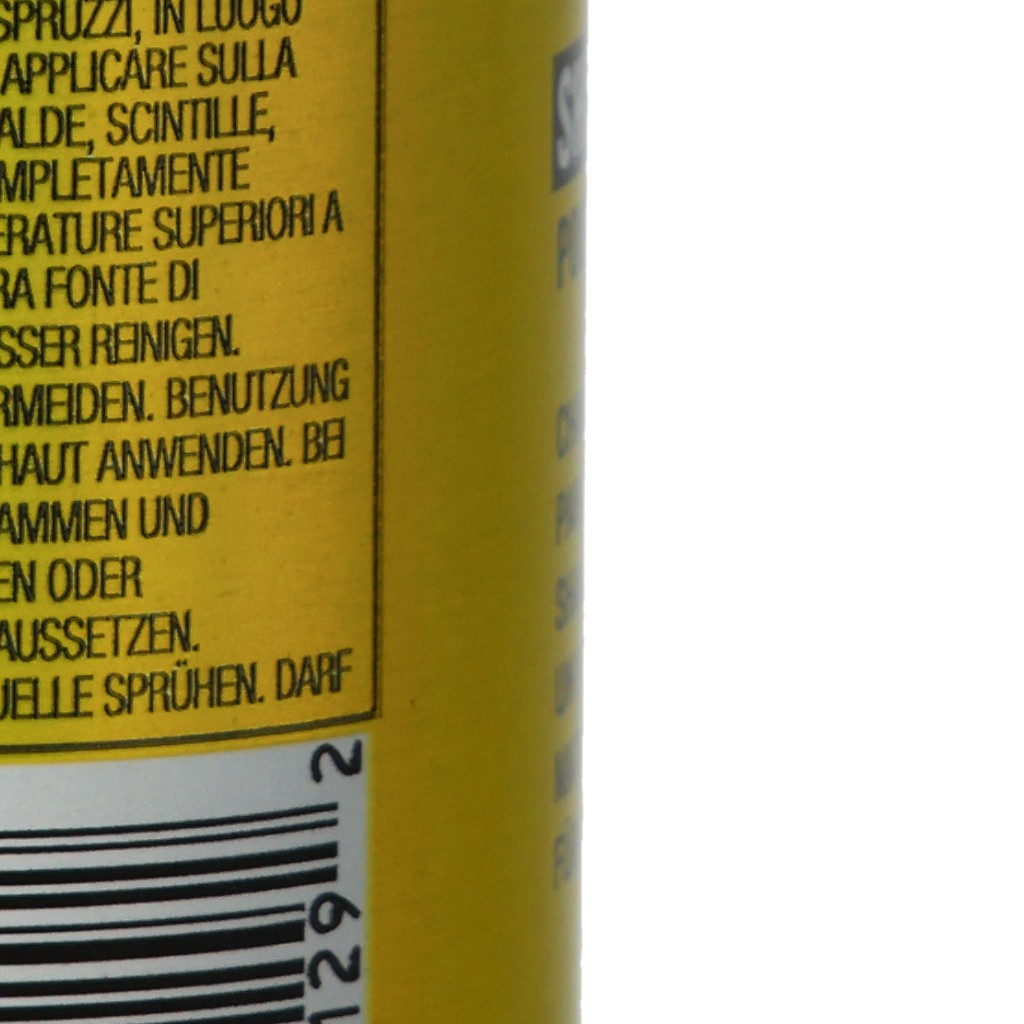 SPRUZZI, IN LUOGO
APPLICARE SULLA
ALDE, SCINTILLE,
MPLETAMENTE
ERATURE SUPERIORI A
RA FONTE DI
SSER REINIGEN.
RMEIDEN. BENUTZUNG
HAUT ANWENDEN. BEI
AMMEN UND
EN ODER
AUSSETZEN.
UELLE SPRÜHEN. DARF
129 2